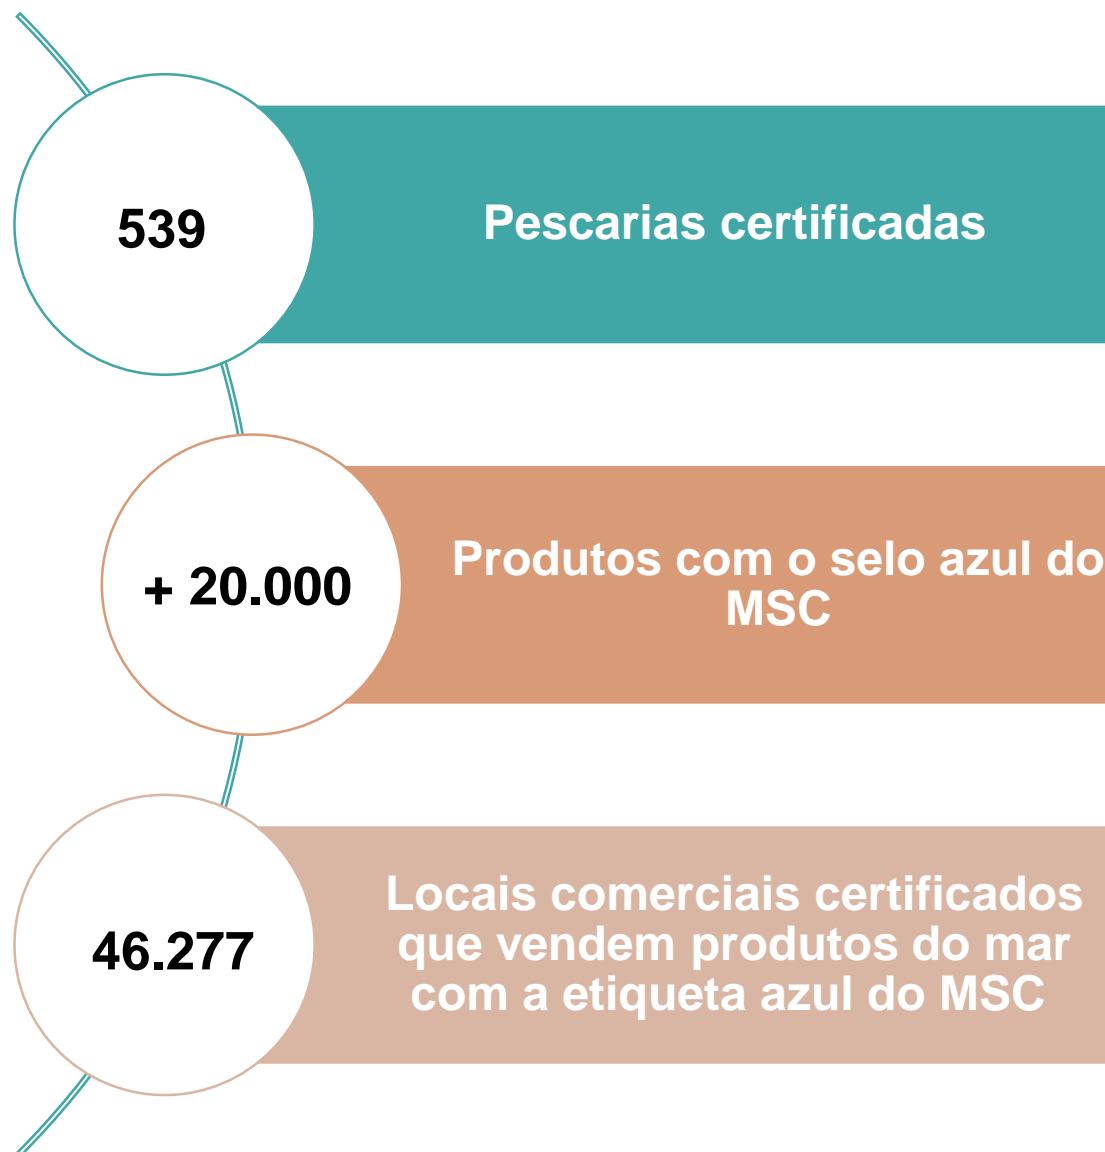 539
Pescarias certificadas
+ 20.000
Produtos com o selo azul do
MSC
46.277
Locais comerciais certificados
que vendem produtos do mar
com a etiqueta azul do MSC